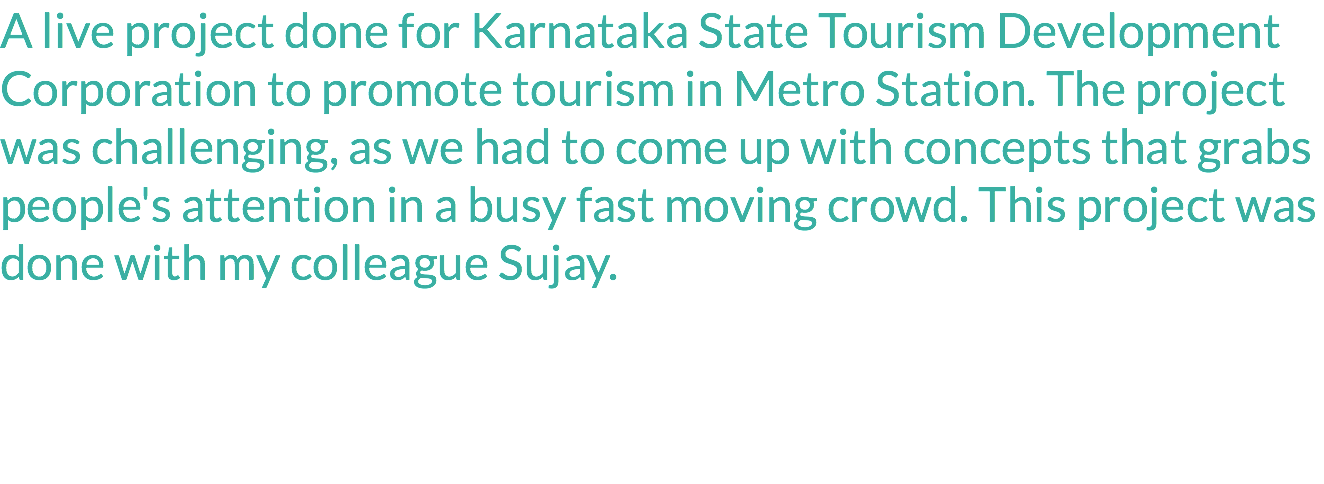 A live project done for Karnataka State Tourism Development
Corporation to promote tourism in Metro Station. The project
was challenging, as we had to come up with concepts that grabs
people's attention in a busy fast moving crowd. This project was
done with my colleague Sujay.